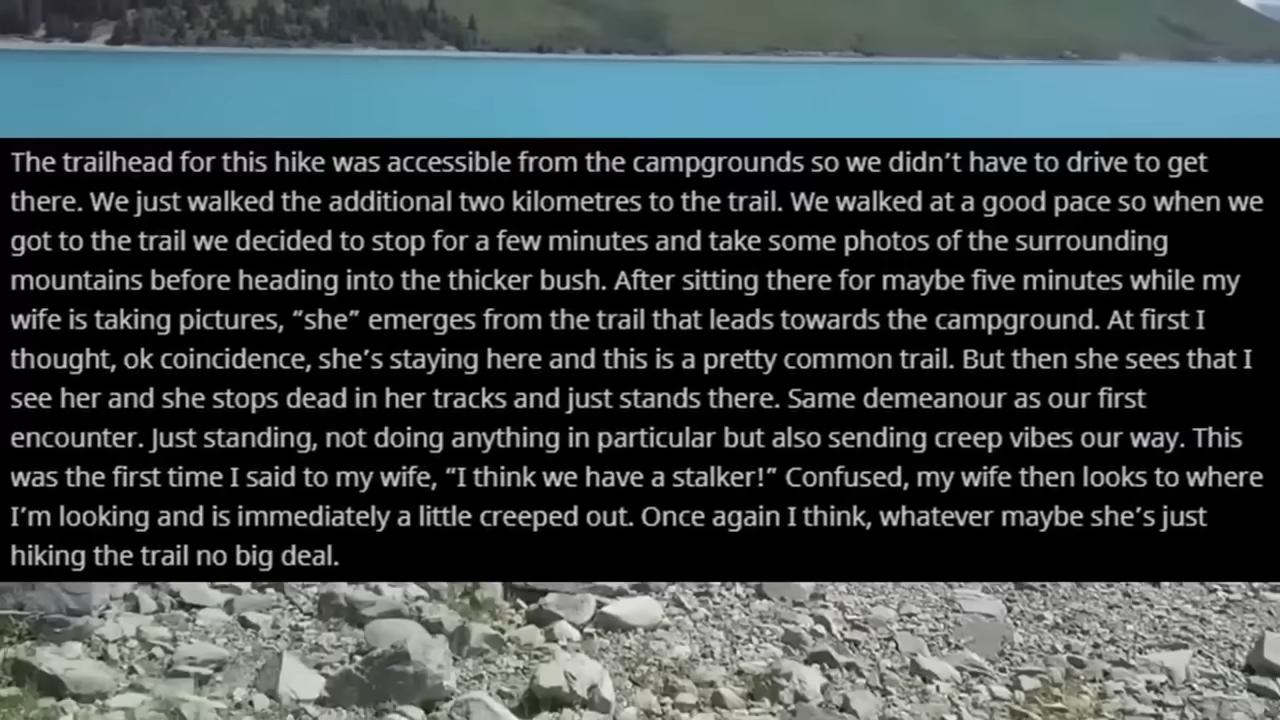 The trailhead for this hike was accessible from the campgrounds so we didn’t have to drive to get
there. We just walked the additional two kilometres to the trail. We walked at a good pace so when we
got to the trail we decided to stop for a few minutes and take some photos of the surrounding
mountains before heading into the thicker bush. After sitting there for maybe five minutes while my
wife is taking pictures, “she” emerges from the trail that leads towards the campground. At first I
thought, ok coincidence, she’s staying here and this is a pretty common trail. But then she sees that I
see her and she stops dead in her tracks and just stands there. Same demeanour as our first
encounter. Just standing, not doing anything in particular but also sending creep vibes our way. This
was the first time I said to my wife, “I think we have a stalker!” Confused, my wife then looks to where
I’m looking and is immediately a little creeped out. Once again I think, whatever maybe she’s just
hiking the trail no big deal.